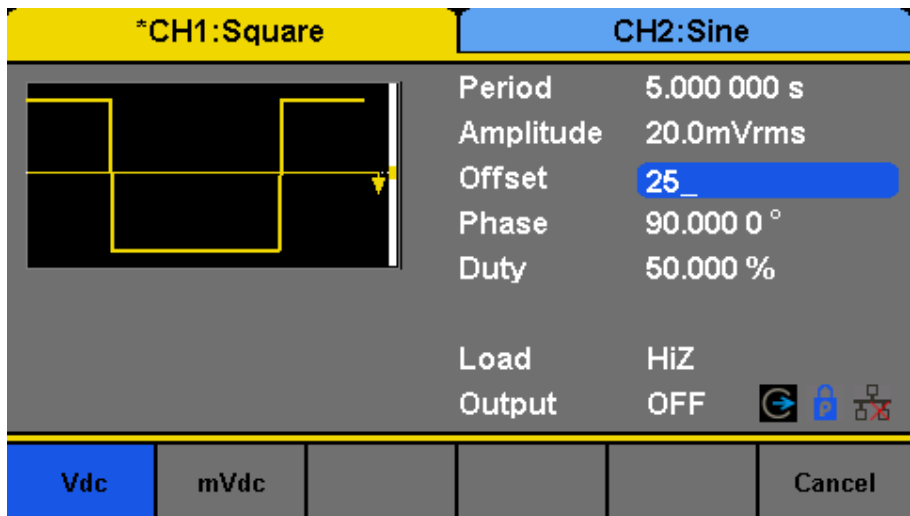 *CH1:Square CH2:Sine
Period 5.000 000 s
Amplitude 20.0mVrms
Offset 25_
Phase 90.000 0 °
Duty 50.000 %
Load HiZ
Output OFF
P
Vdc mVdc Cancel